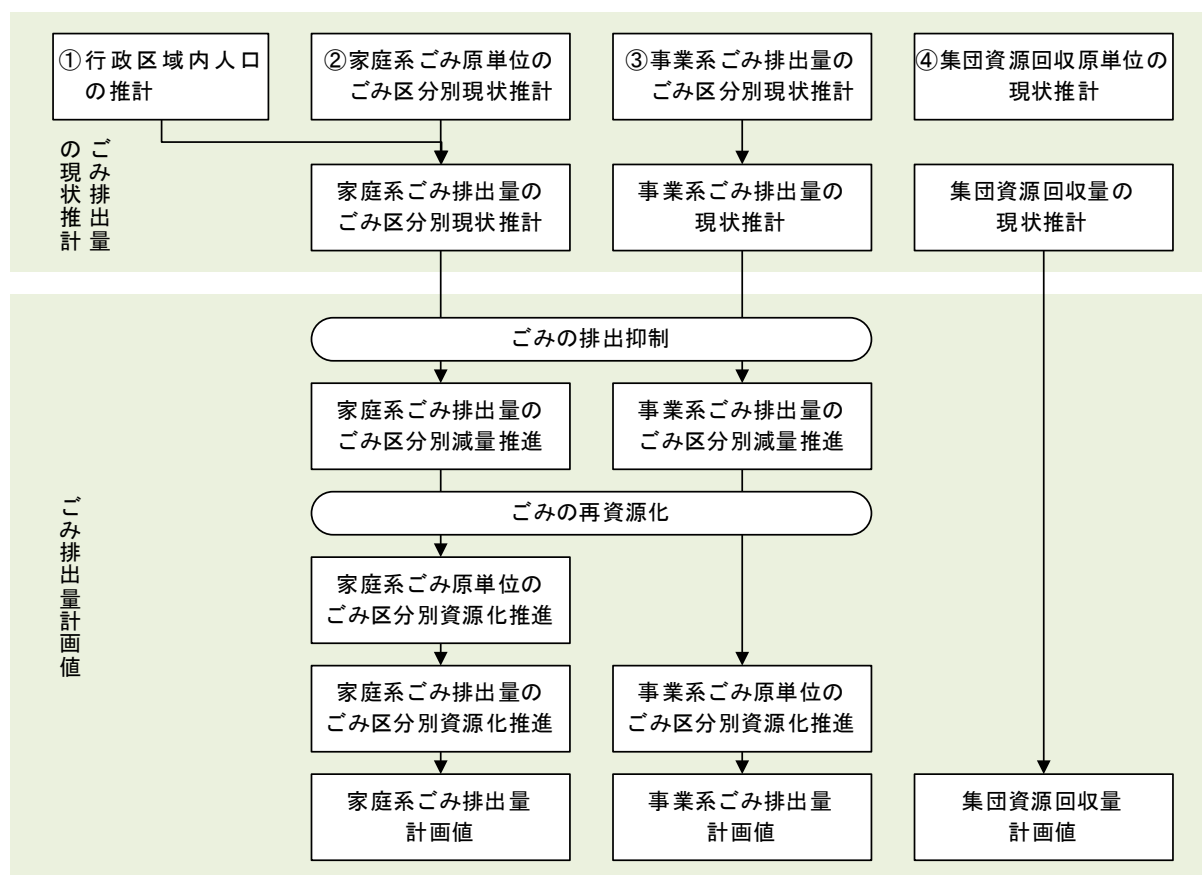 ①行政区域内人口
の推計
②家庭系ごみ原単位の
ごみ区分別現状推計
③事業系ごみ排出量の
ごみ区分別現状推計
④集団資源回収原単位の
現状推計
ごみ排出量
の現状推計
家庭系ごみ排出量の
ごみ区分別現状推計
事業系ごみ排出量の
現状推計
集団資源回収量の
現状推計
ごみの排出抑制
家庭系ごみ排出量の
ごみ区分別減量推進
事業系ごみ排出量の
ごみ区分別減量推進
ごみ排出量計画値
ごみの再資源化
家庭系ごみ原単位の
ごみ区分別資源化推進
家庭系ごみ排出量の
ごみ区分別資源化推進
事業系ごみ原単位の
ごみ区分別資源化推進
家庭系ごみ排出量
計画値
事業系ごみ排出量
計画値
集団資源回収量
計画値